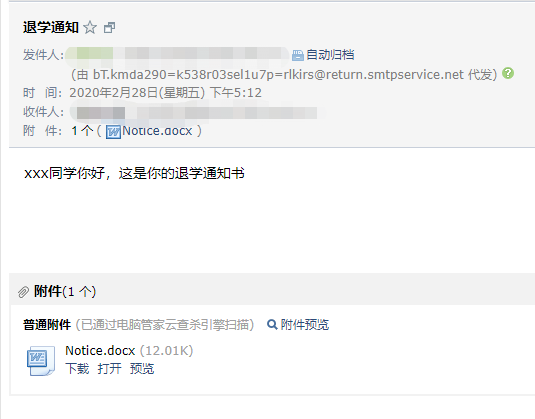 退学通知
发件人: 自动归档
(由 bT.kmda290=k538r03sel1u7p=rlkirs@return.smtpservice.net 代发)
时 间: 2020年2月28日(星期五) 下午5:12
收件人:
附 件: 1 个 ( Notice.docx )
xxx同学你好，这是你的退学通知书
附件(1 个)
普通附件 (已通过电脑管家云查杀引擎扫描) 附件预览
Notice.docx (12.01K)
下载 打开 预览